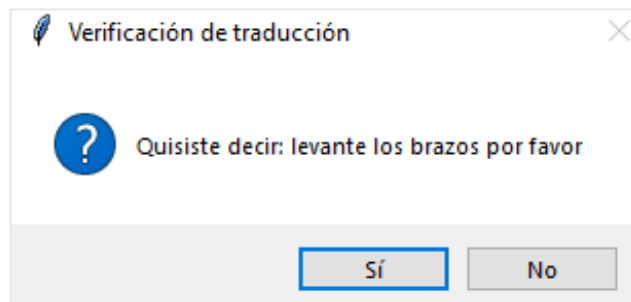 Verificación de traducción
Quisiste decir: levante los brazos por favor
Sí No